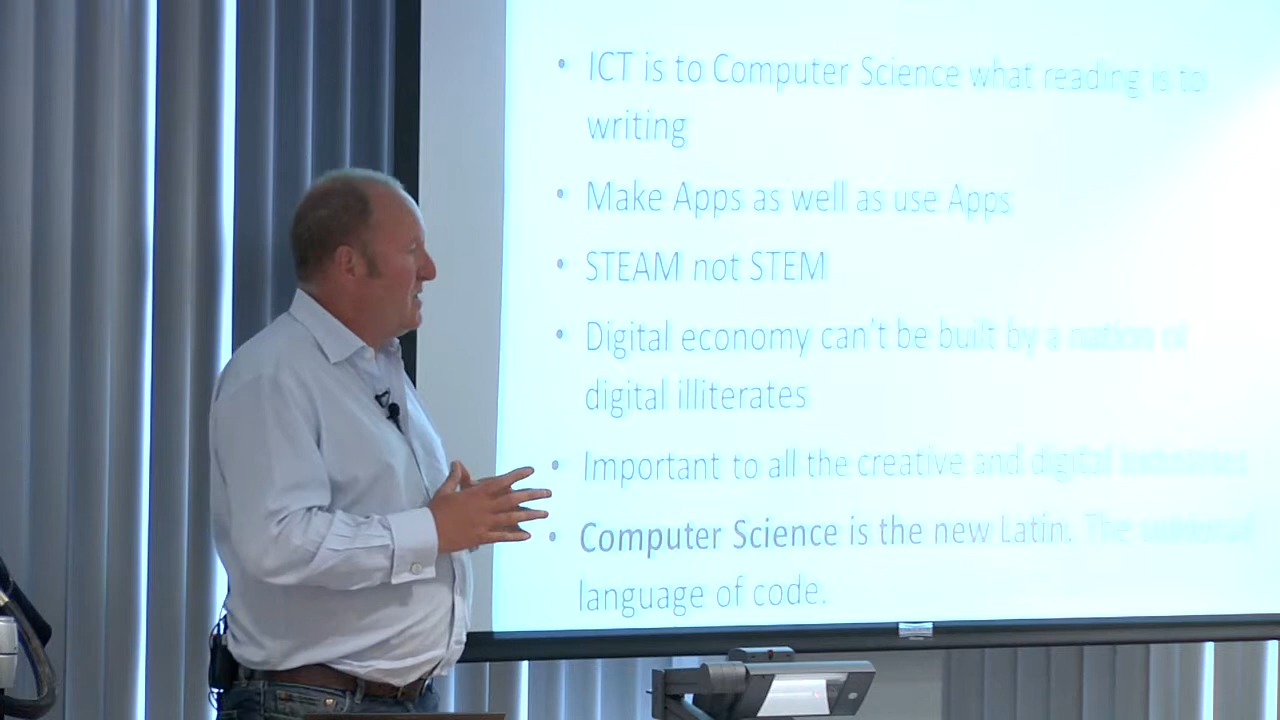 • ICT is to Computer Science what reading is to
writing
• Make Apps as well as use Apps
• STEAM not STEM
• Digital economy can't be built by a nation of
digital illiterates
• Important to all the creative and digital
• Computer Science is the new Latin. The
language of code.